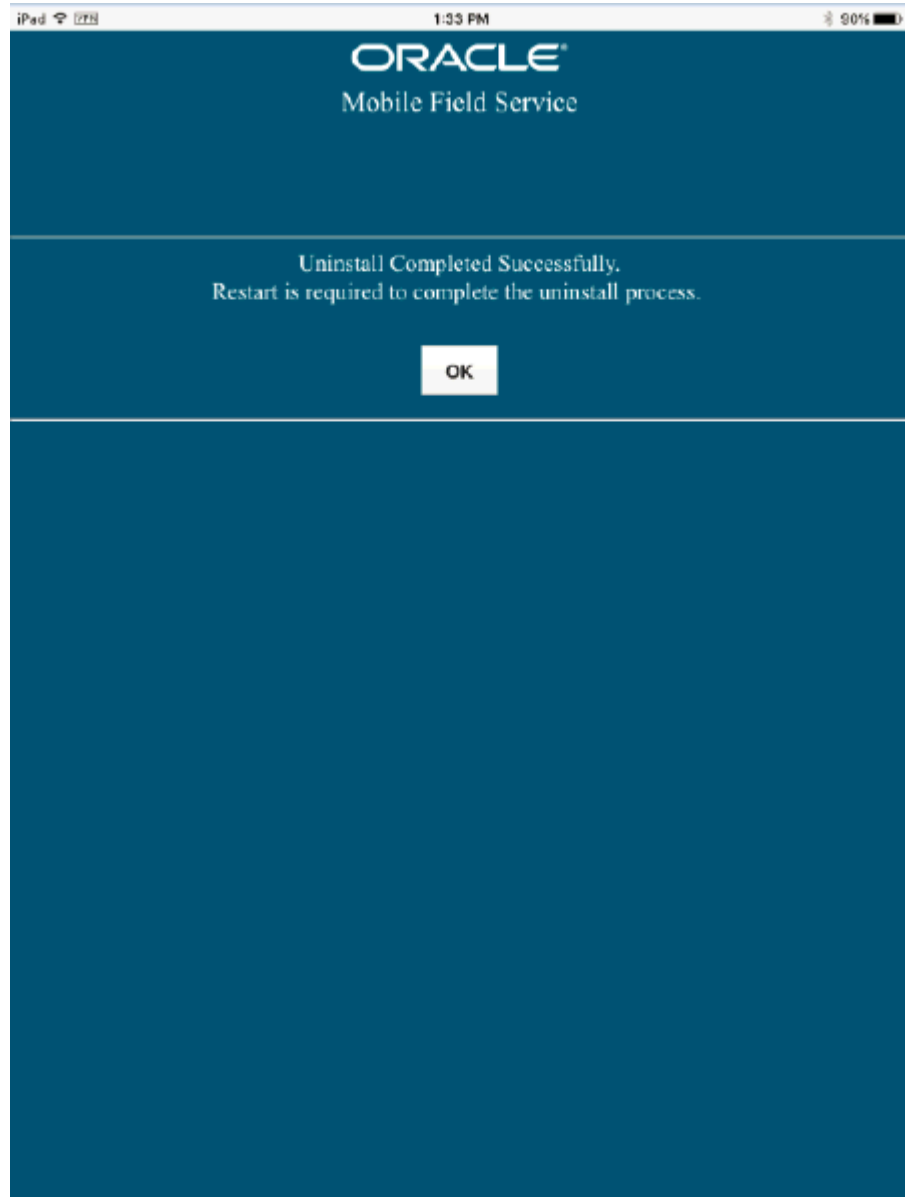 iPad VPN 1:33 PM 90%
ORACLE®
Mobile Field Service
Uninstall Completed Successfully.
Restart is required to complete the uninstall process.
OK